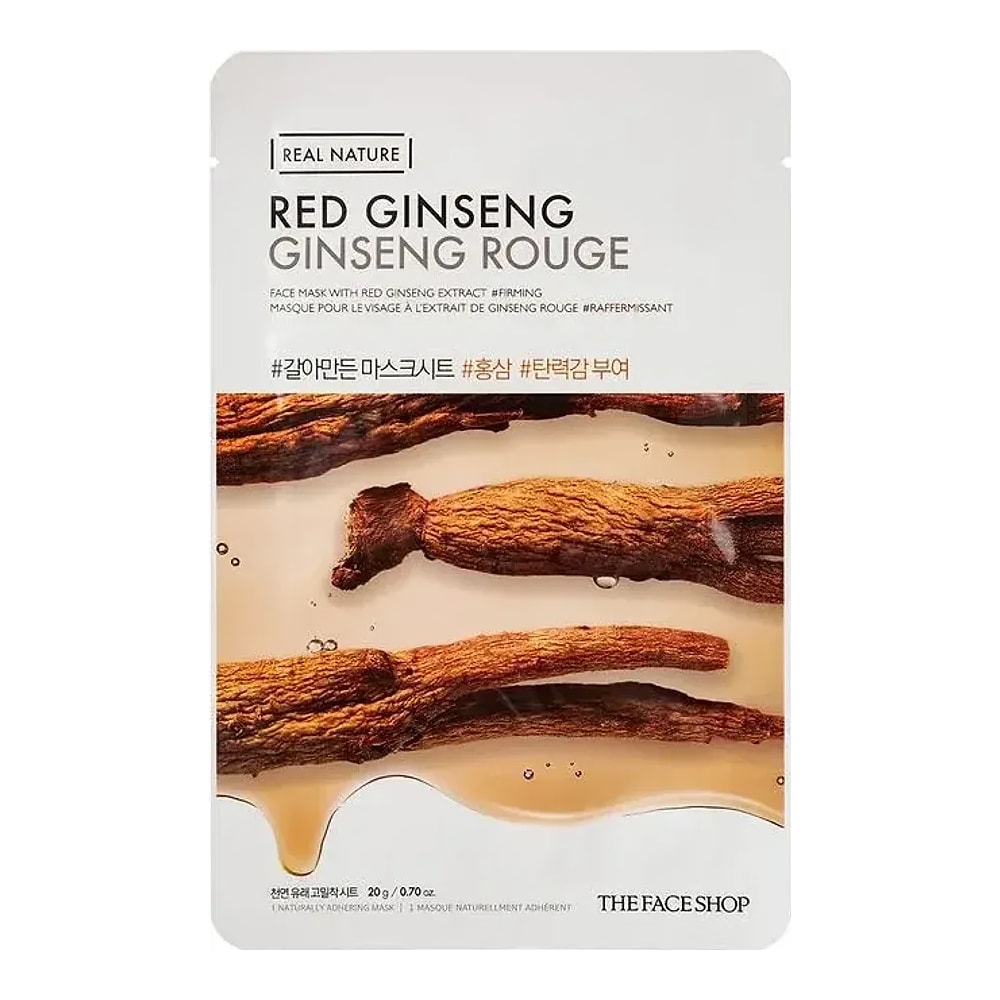 REAL NATURE
RED GINSENG
GINSENG ROUGE
FACE MASK WITH RED GINSENG EXTRACT #FIRMING
MASQUE POUR LE VISAGE À L'EXTRAIT DE GINSENG ROUGE #RAFFERMISSANT
#갈아만든 마스크시트 #홍삼 #탄력감 부여
천연 유래 고밀착 시트 20 g / 0.70 oz.
1 NATURALLY ADHERING MASK | 1 MASQUE NATURELLMENT ADHÉRENT
THE FACE SHOP